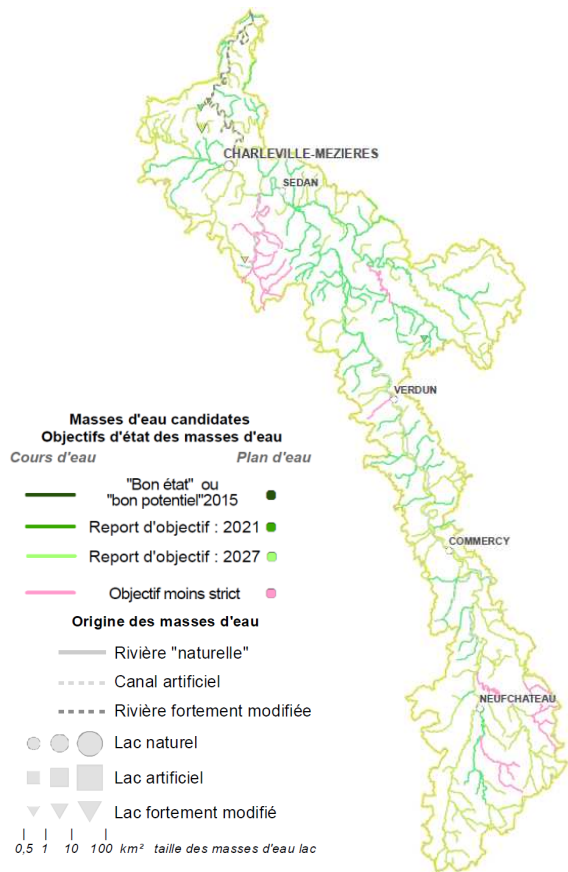 CHARLEVILLE-MEZIERES
SEDAN
VERDUN
COMMERCY
NEUFCHATEAU
Masses d'eau candidates
Objectifs d'état des masses d'eau
Cours d'eau Plan d'eau
"Bon état" ou
"bon potentiel"2015
Report d'objectif : 2021
Report d'objectif : 2027
Objectif moins strict
Origine des masses d'eau
Rivière "naturelle"
Canal artificiel
Rivière fortement modifiée
Lac naturel
Lac artificiel
Lac fortement modifié
0,5 1 10 100 km² taille des masses d'eau lac